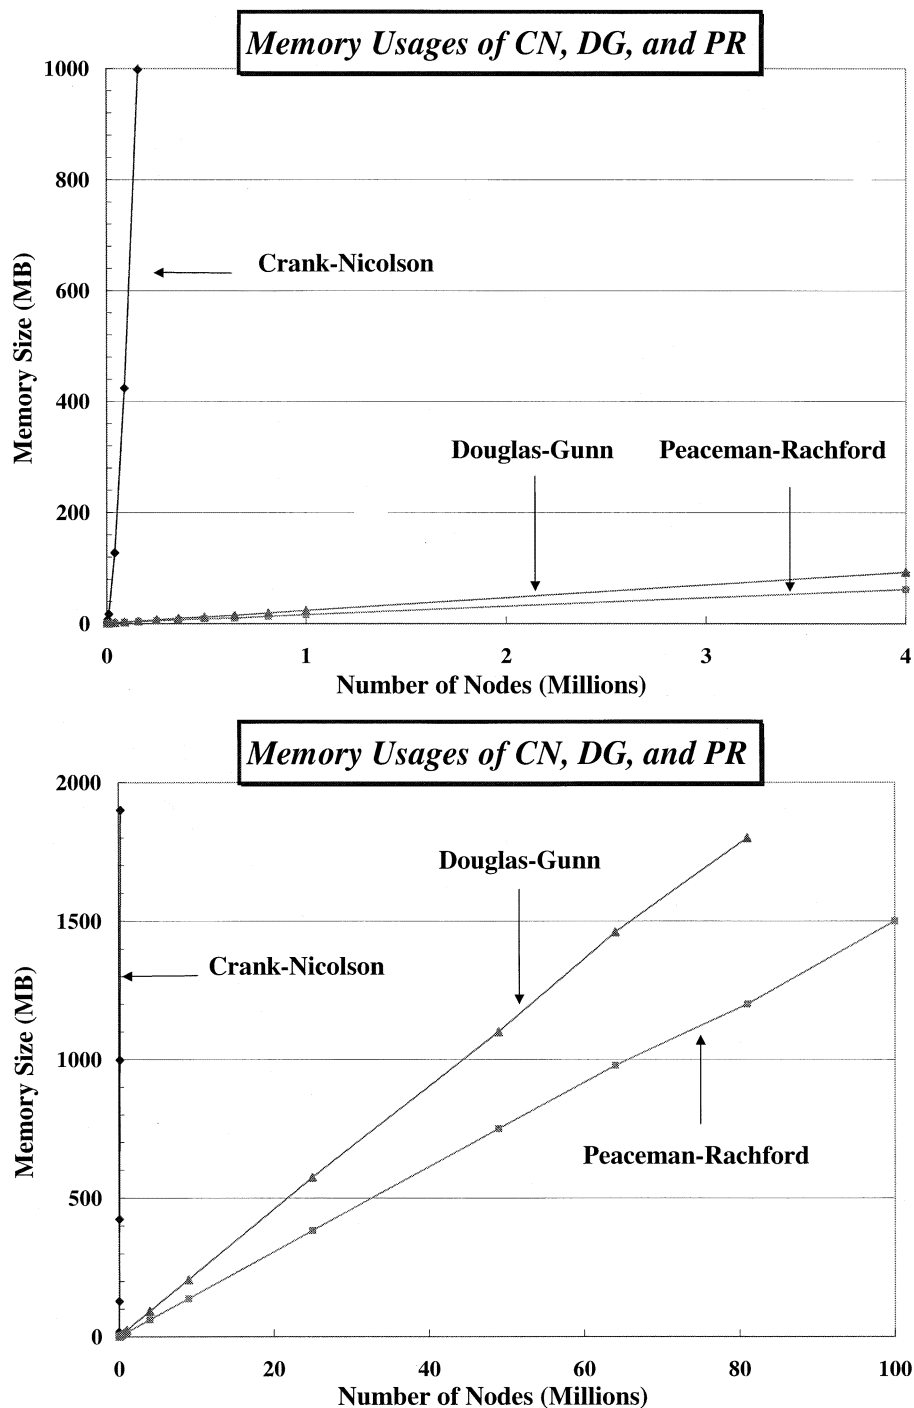 Memory Usages of CN, DG, and PR
1000
800
600
400
200
0
Memory Size (MB)
Crank-Nicolson
Douglas-Gunn
Peaceman-Rachford
0 1 2 3 4
Number of Nodes (Millions)
Memory Usages of CN, DG, and PR
2000
1500
1000
500
0
Memory Size (MB)
Douglas-Gunn
Crank-Nicolson
Peaceman-Rachford
0 20 40 60 80 100
Number of Nodes (Millions)